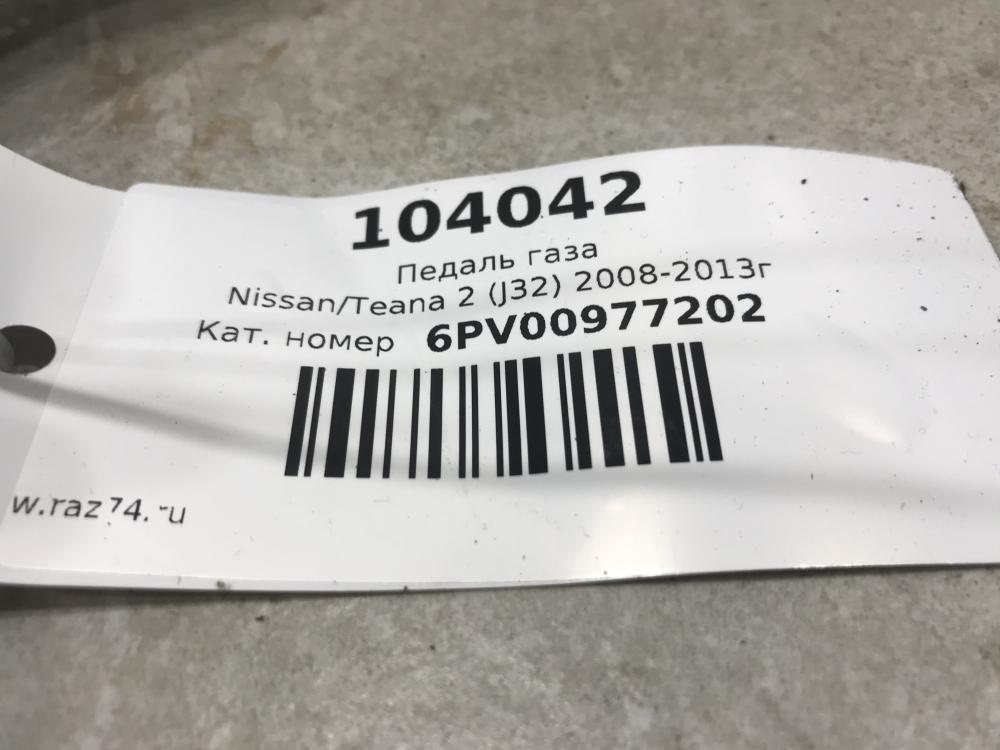 104042
Педаль газа
Nissan/Teana 2 (J32) 2008-2013г
Кат. номер 6PV00977202